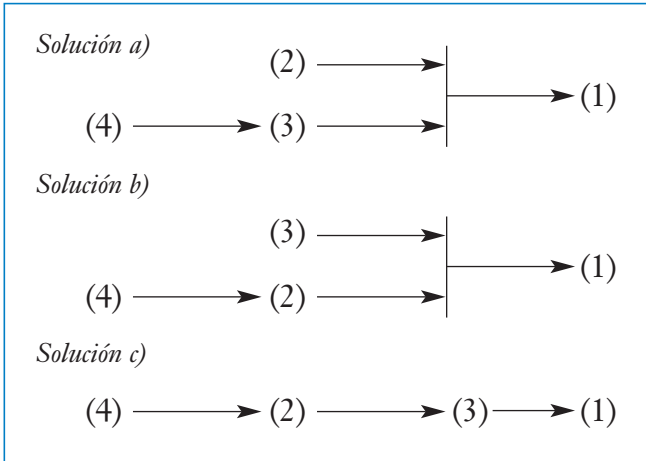 Solución a)
(2)
(1)
(4) (3)
Solución b)
(3)
(1)
(4) (2)
Solución c)
(4) (2) (3) (1)